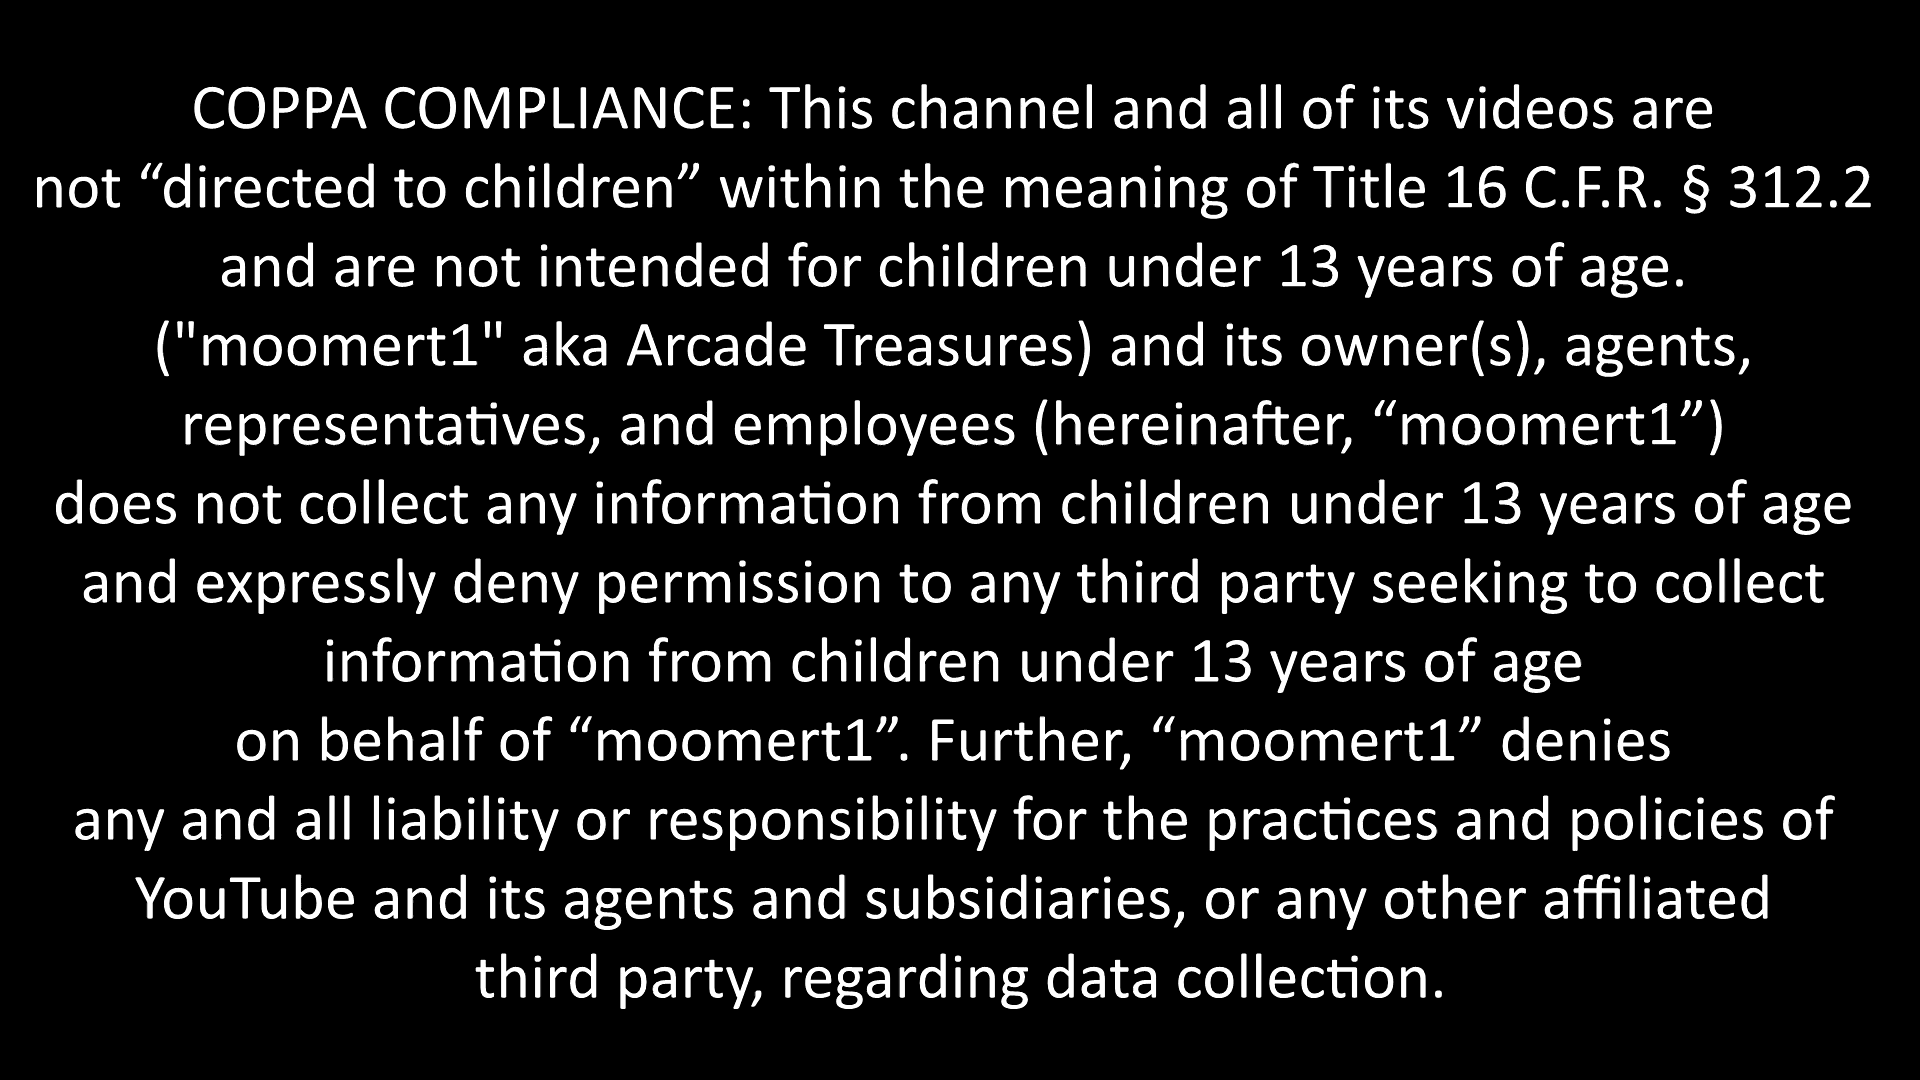 COPPA COMPLIANCE: This channel and all of its videos are
not “directed to children” within the meaning of Title 16 C.F.R. § 312.2
and are not intended for children under 13 years of age.
("moomert1" aka Arcade Treasures) and its owner(s), agents,
representatives, and employees (hereinafter, “moomert1”)
does not collect any information from children under 13 years of age
and expressly deny permission to any third party seeking to collect
information from children under 13 years of age
on behalf of “moomert1”. Further, “moomert1” denies
any and all liability or responsibility for the practices and policies of
YouTube and its agents and subsidiaries, or any other affiliated
third party, regarding data collection.